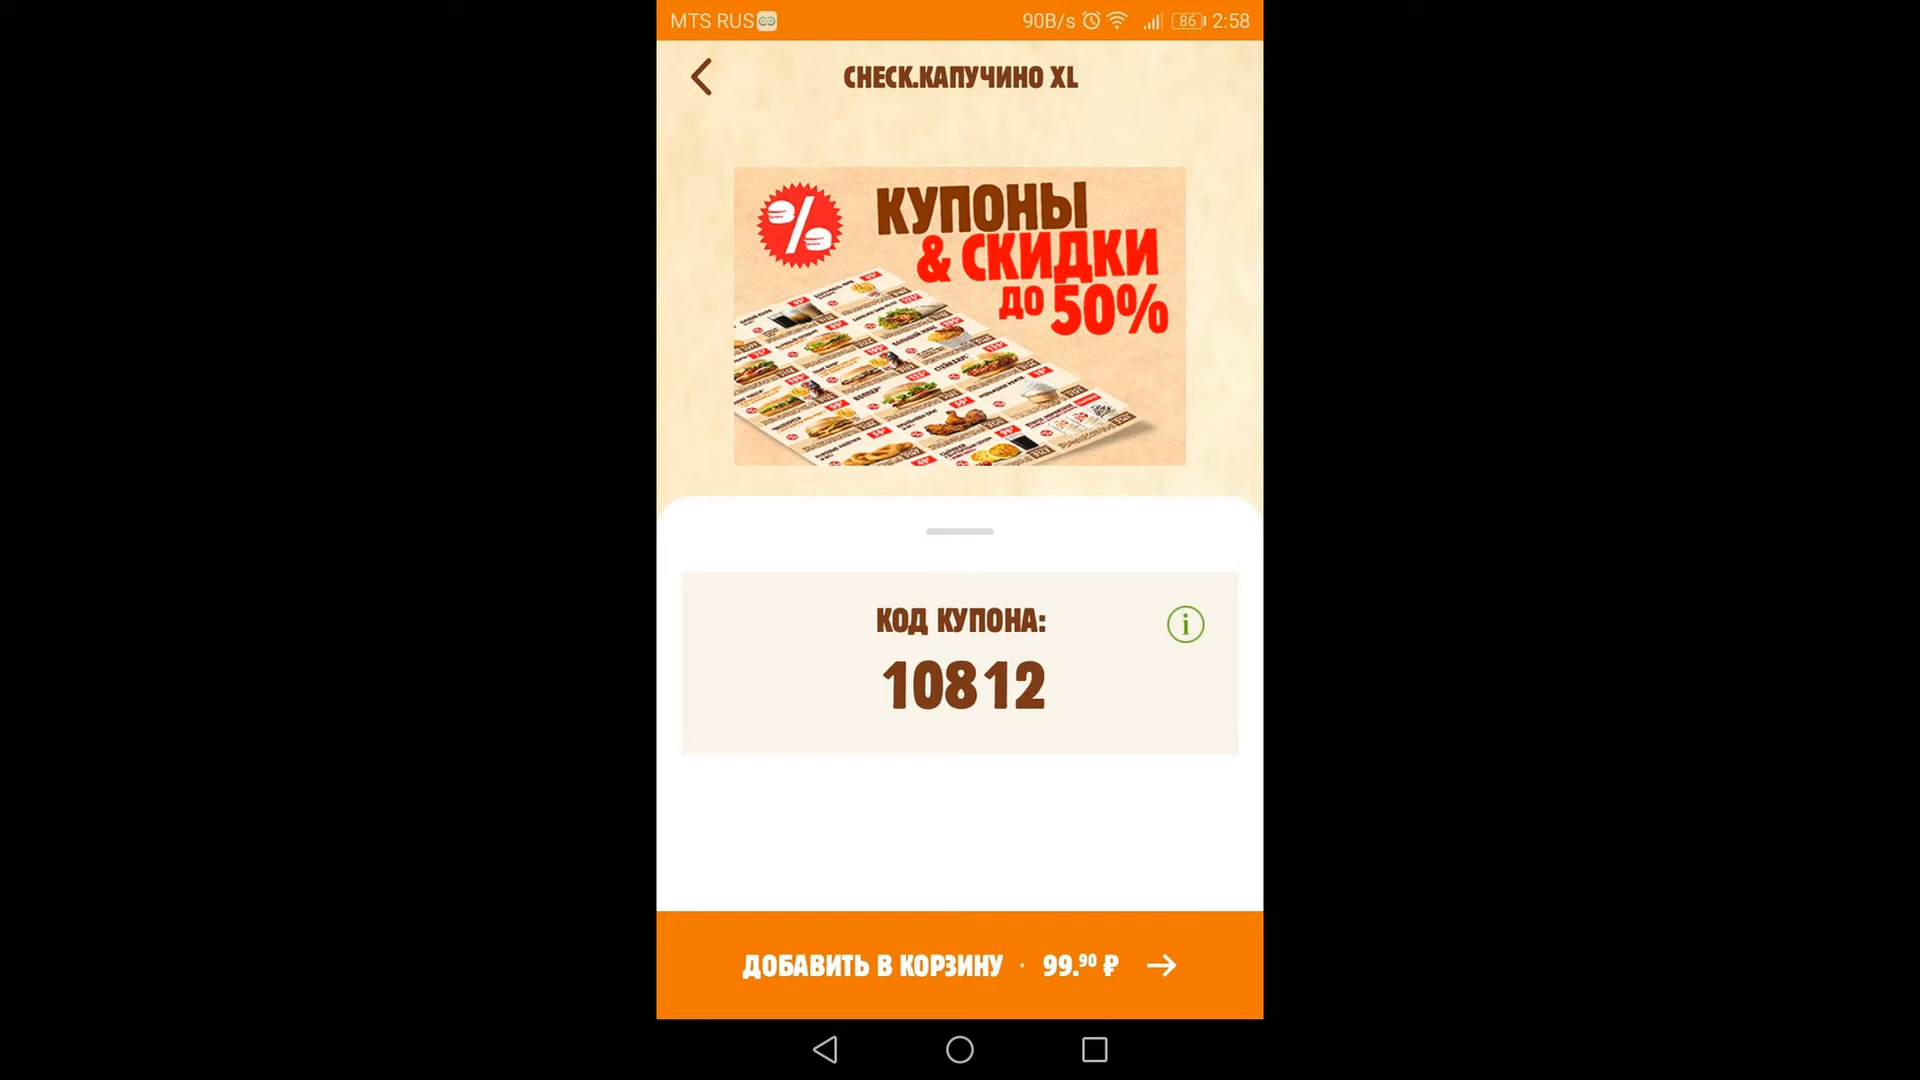 MTS RUS 90B/s 86 2:58
CHECK.КАПУЧИНО XL
КУПОНЫ
& СКИДКИ
ДО 50%
КОД КУПОНА:
10812
ДОБАВИТЬ В КОРЗИНУ · 99.90 ₽